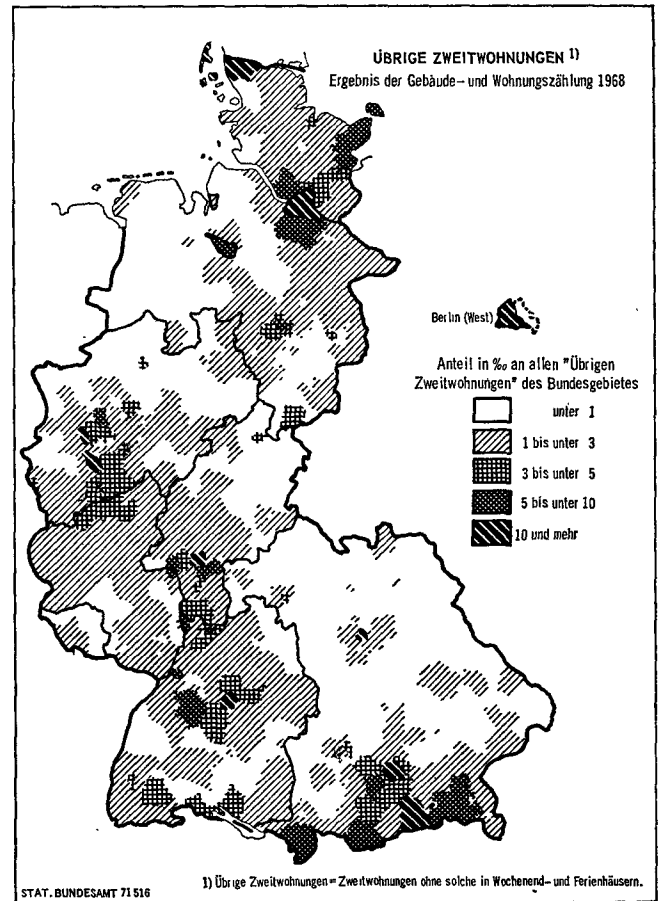 ÜBRIGE ZWEITWOHNUNGEN 1)
Ergebnis der Gebäude- und Wohnungszählung 1968
Berlin (West)
Anteil in ‰ an allen "Übrigen
Zweitwohnungen" des Bundesgebietes
unter 1
1 bis unter 3
3 bis unter 5
5 bis unter 10
10 und mehr
1) Übrige Zweitwohnungen = Zweitwohnungen ohne solche in Wochenend- und Ferienhäusern.
STAT. BUNDESAMT 71 516